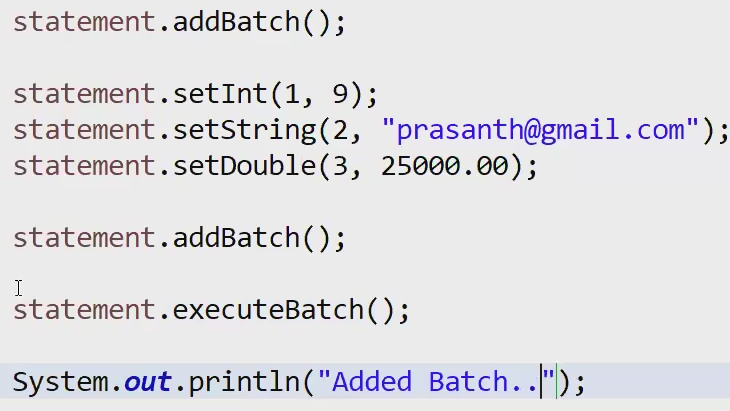 statement.addBatch();
statement.setInt(1, 9);
statement.setString(2, "prasanth@gmail.com");
statement.setDouble(3, 25000.00);
statement.addBatch();
statement.executeBatch();
System.out.println("Added Batch..");